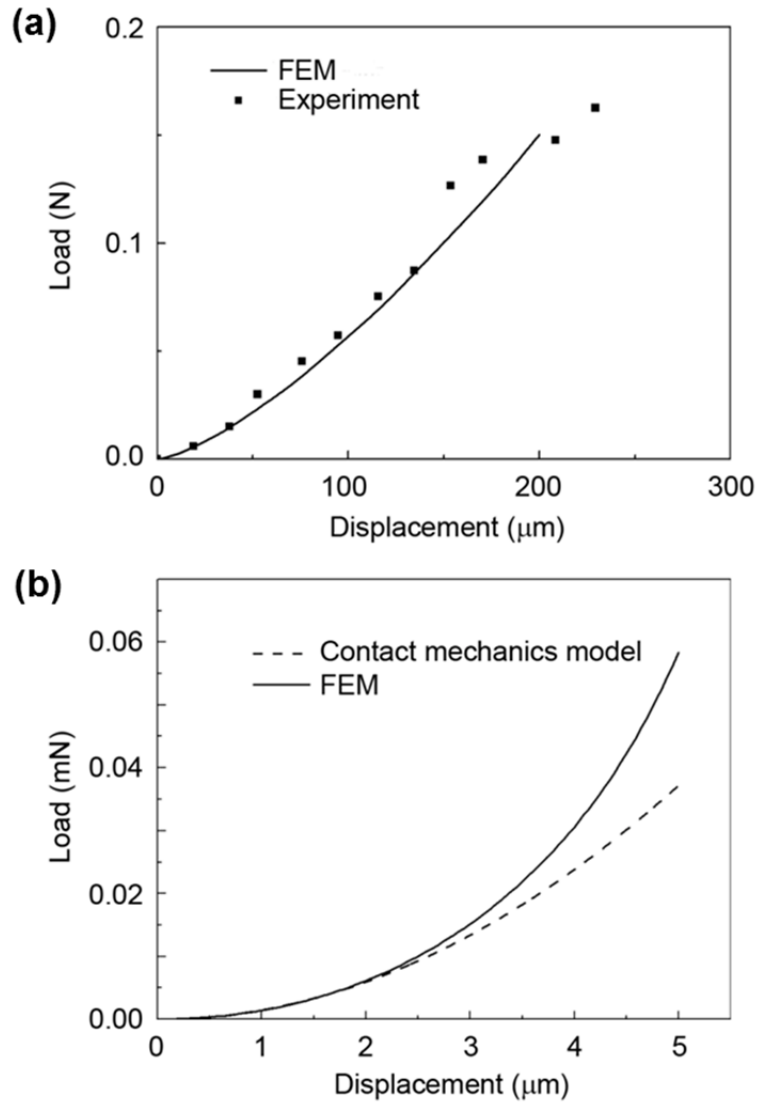 (a)
0.2
FEM
Experiment
0.1
0.0
Load (N)
0 100 200 300
Displacement (μm)
(b)
0.06
Contact mechanics model
FEM
0.04
0.02
0.00
Load (mN)
0 1 2 3 4 5
Displacement (μm)